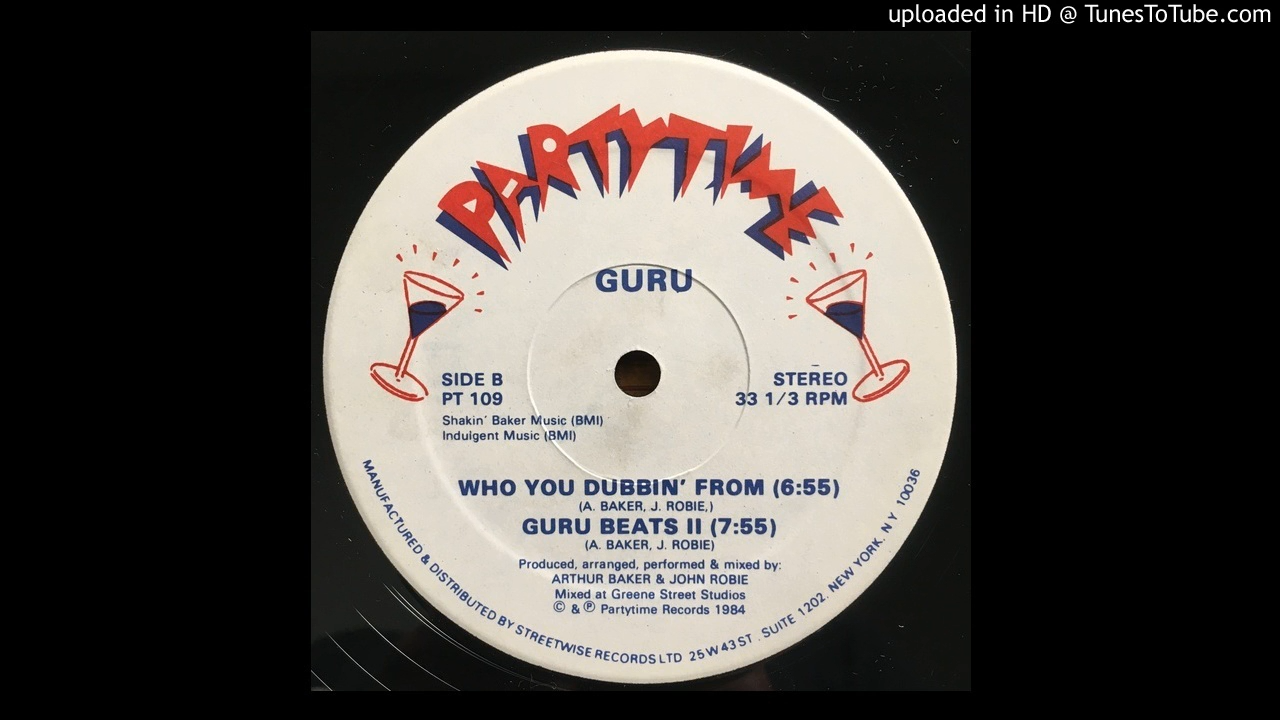 uploaded in HD @ TunesToTube.com
PARTYTIME
GURU
SIDE B
PT 109
STEREO
33 1/3 RPM
Shakin' Baker Music (BMI)
Indulgent Music (BMI)
WHO YOU DUBBIN' FROM (6:55)
(A. BAKER, J. ROBIE,)
GURU BEATS II (7:55)
(A. BAKER, J. ROBIE)
Produced, arranged, performed & mixed by:
ARTHUR BAKER & JOHN ROBIE
Mixed at Greene Street Studios
© & ℗ Partytime Records 1984
MANUFACTURED & DISTRIBUTED BY STREETWISE RECORDS LTD 25 W 43 ST . SUITE 1202. NEW YORK. N Y 10036